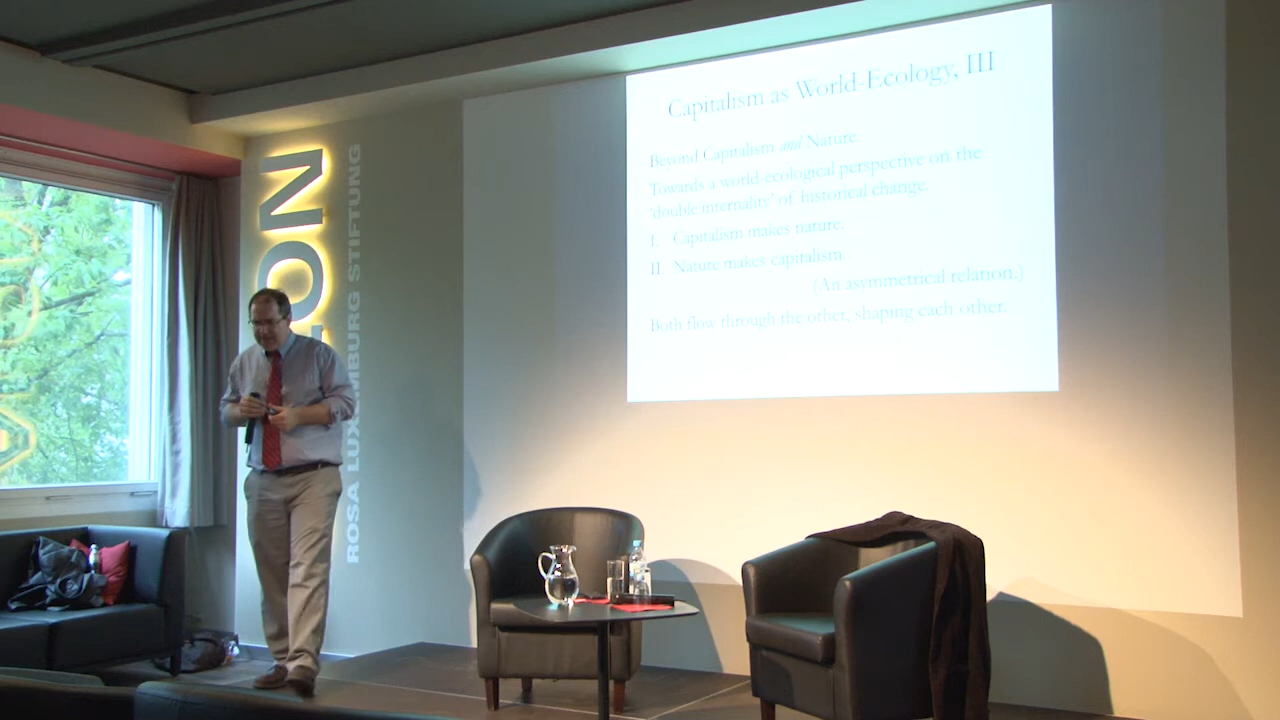 Capitalism as World-Ecology, III
Beyond Capitalism and Nature.
Towards a world-ecological perspective on the
'double internality' of historical change.
I. Capitalism makes nature.
II. Nature makes capitalism.
(An asymmetrical relation.)
Both flow through the other, shaping each other.
ON
ROSA LUXEMBURG STIFTUNG